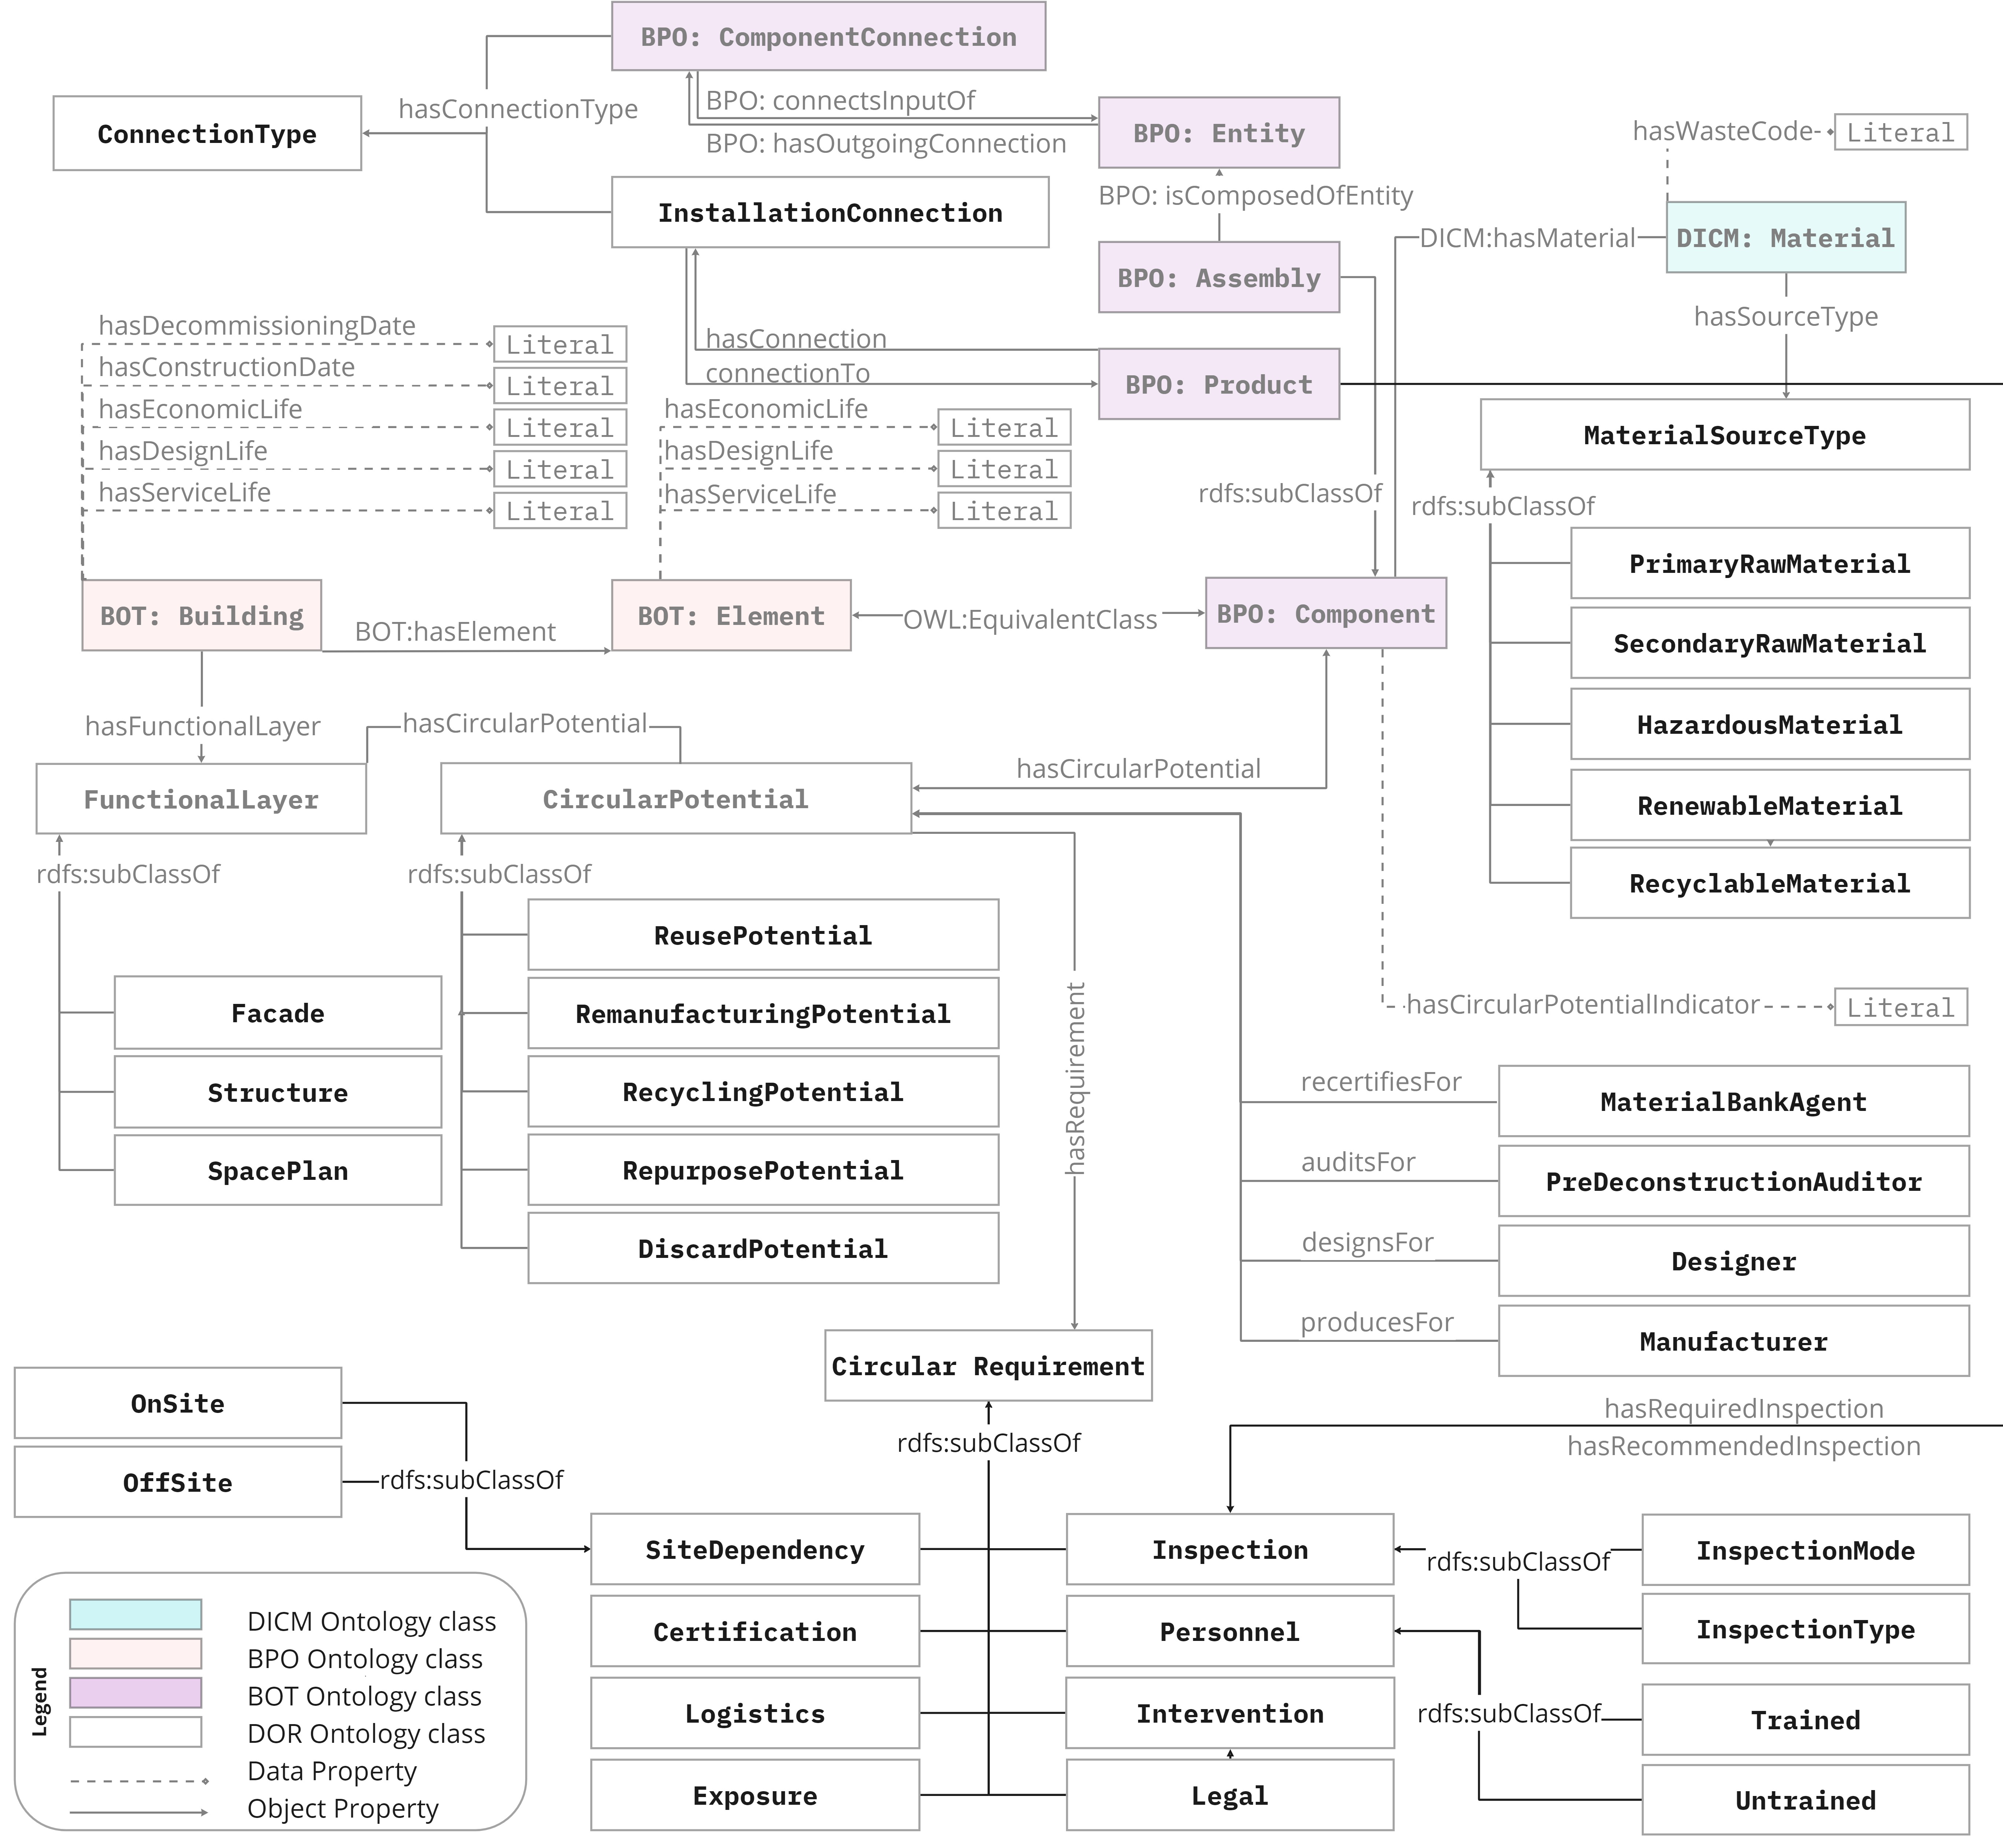 BPO: ComponentConnection
hasConnectionType
ConnectionType
BPO: connectsInputOf
BPO: hasOutgoingConnection
BPO: Entity
hasWasteCode
Literal
BPO: isComposedOfEntity
InstallationConnection
DICM:hasMaterial
DICM: Material
BPO: Assembly
hasSourceType
hasDecommissioningDate
Literal
hasConstructionDate
Literal
hasEconomicLife
Literal
hasDesignLife
Literal
hasServiceLife
Literal
hasConnection
connectionTo
BPO: Product
hasEconomicLife
Literal
hasDesignLife
Literal
hasServiceLife
Literal
MaterialSourceType
rdfs:subClassOf
rdfs:subClassOf
PrimaryRawMaterial
SecondaryRawMaterial
HazardousMaterial
RenewableMaterial
RecyclableMaterial
BOT: Building
BOT:hasElement
BOT: Element
OWL:EquivalentClass
BPO: Component
hasFunctionalLayer
hasCircularPotential
hasCircularPotential
FunctionalLayer
CircularPotential
rdfs:subClassOf
rdfs:subClassOf
ReusePotential
RemanufacturingPotential
RecyclingPotential
RepurposePotential
DiscardPotential
Facade
Structure
SpacePlan
hasRequirement
hasCircularPotentialIndicator
Literal
recertifiesFor
MaterialBankAgent
auditsFor
PreDeconstructionAuditor
designsFor
Designer
producesFor
Manufacturer
Circular Requirement
hasRequiredInspection
hasRecommendedInspection
OnSite
OffSite
rdfs:subClassOf
rdfs:subClassOf
SiteDependency
Inspection
rdfs:subClassOf
InspectionMode
InspectionType
Certification
Personnel
Logistics
Intervention
rdfs:subClassOf
Trained
Untrained
Exposure
Legal
Legend
DICM Ontology class
BPO Ontology class
BOT Ontology class
DOR Ontology class
Data Property
Object Property